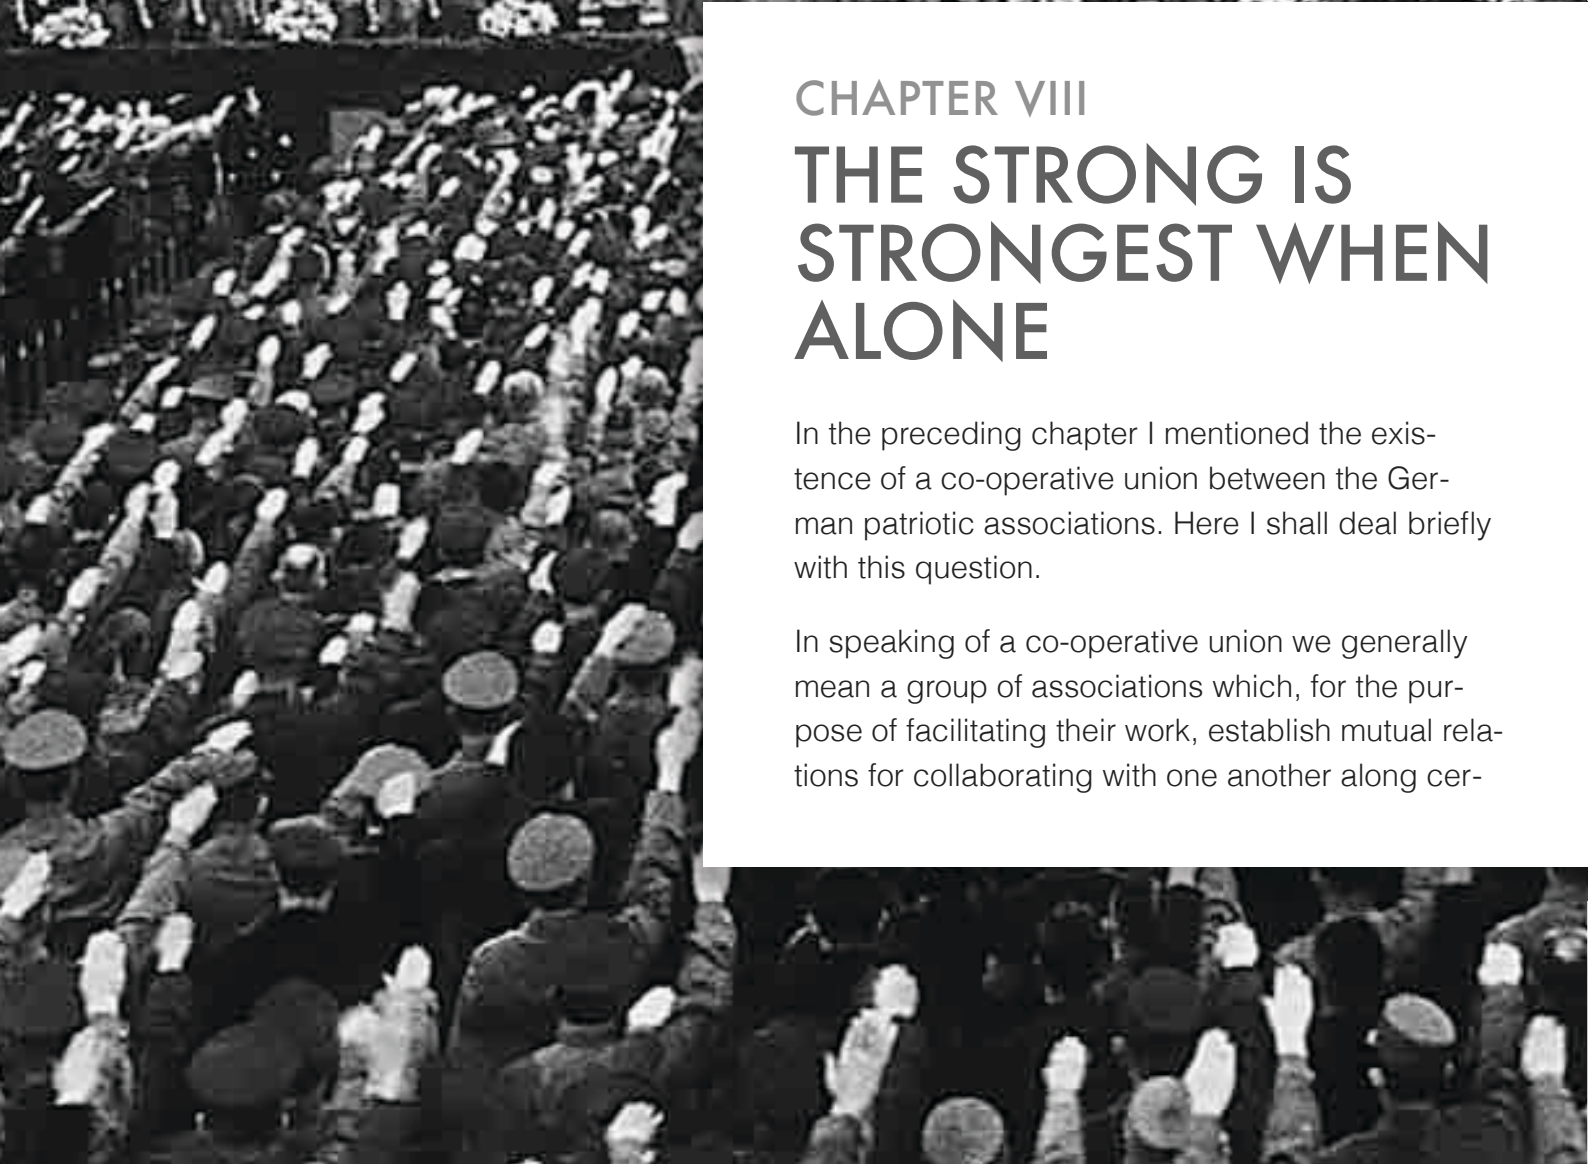 CHAPTER VIII
THE STRONG IS
STRONGEST WHEN
ALONE
In the preceding chapter I mentioned the exis-
tence of a co-operative union between the Ger-
man patriotic associations. Here I shall deal briefly
with this question.
In speaking of a co-operative union we generally
mean a group of associations which, for the pur-
pose of facilitating their work, establish mutual rela-
tions for collaborating with one another along cer-